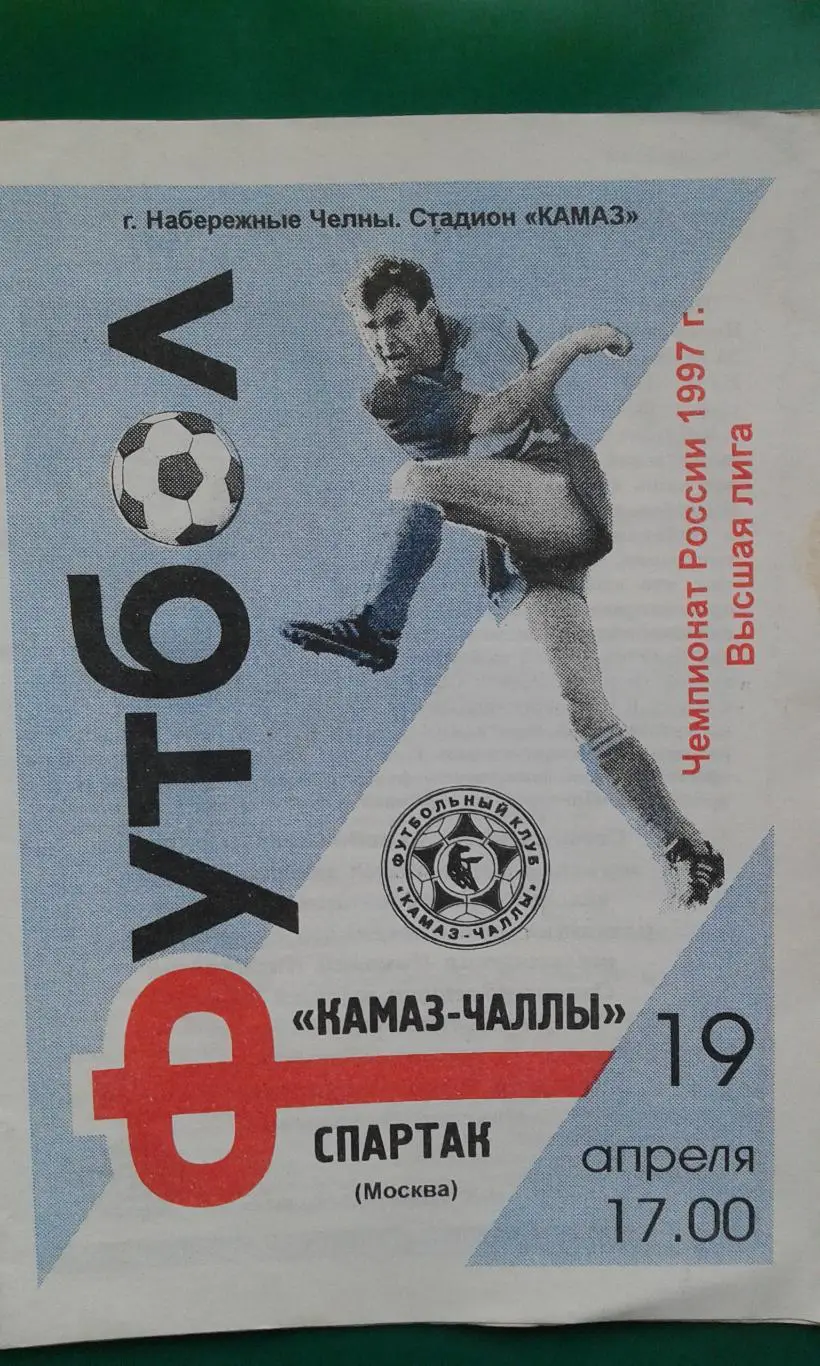 г. Набережные Челны. Стадион «КАМАЗ»
Футбол
Чемпионат России 1997 г.
Высшая лига
ФУТБОЛЬНЫЙ КЛУБ
«КАМАЗ-ЧАЛЛЫ»
«КАМАЗ-ЧАЛЛЫ»
СПАРТАК
(Москва)
19
апреля
17.00